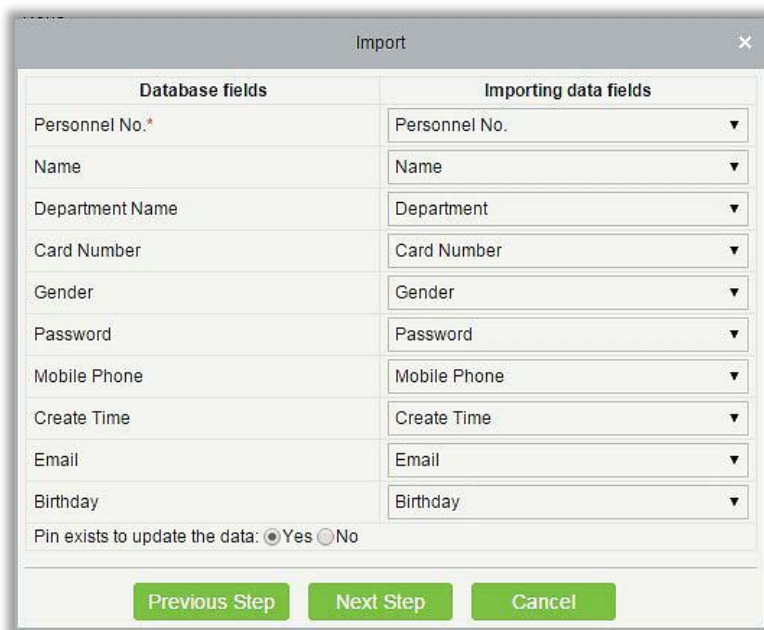 Import ×
Database fields Importing data fields
Personnel No.* Personnel No.
Name Name
Department Name Department
Card Number Card Number
Gender Gender
Password Password
Mobile Phone Mobile Phone
Create Time Create Time
Email Email
Birthday Birthday
Pin exists to update the data: Yes No
Previous Step Next Step Cancel